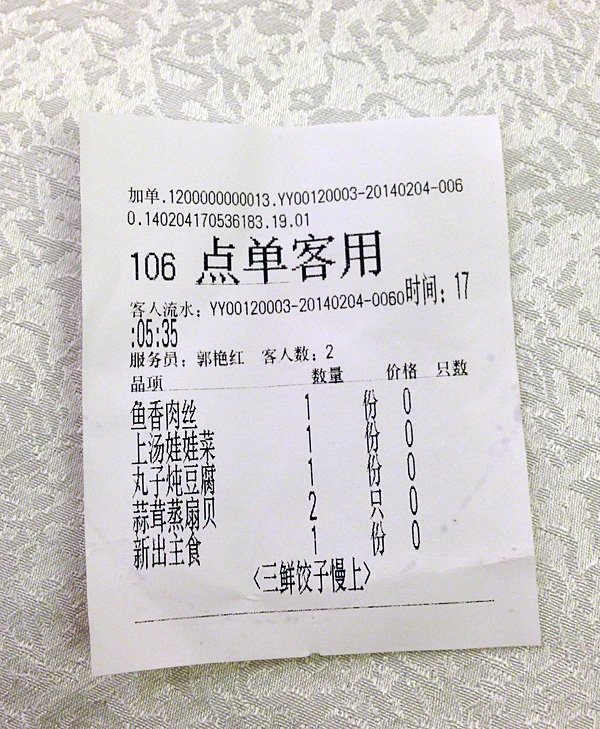 加单.1200000000013.YY00120003-20140204-006
0.140204170536183.19.01
106 点单客用
客人流水：YY00120003-20140204-0060时间：17
:05:35
服务员：郭艳红 客人数：2
品项 数量 价格 只数
鱼香肉丝 1 份 0
上汤娃娃菜 1 份 0
丸子炖豆腐 1 份 0
蒜茸蒸扇贝 2 只 0
新出主食 1 份 0
<三鲜饺子慢上>